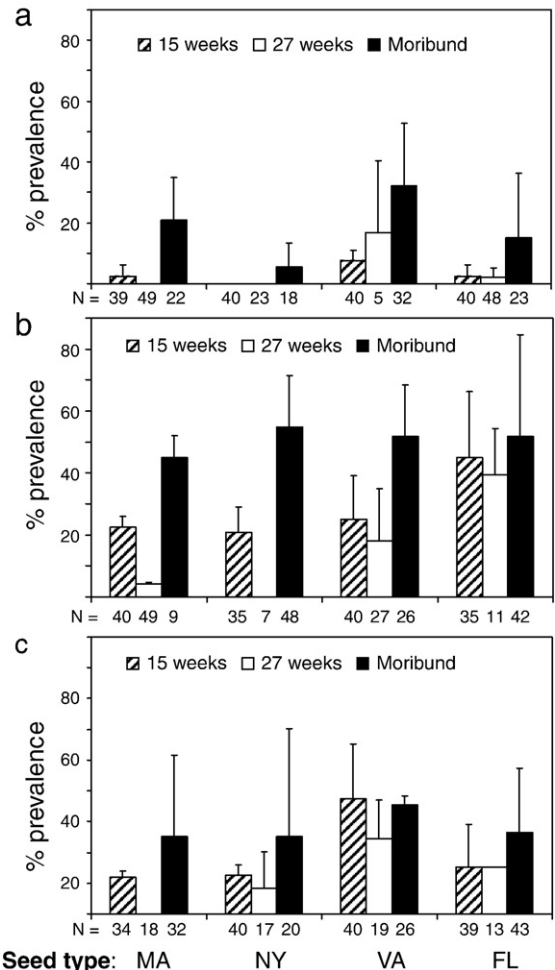 a
80
60
40
20
% prevalence
15 weeks 27 weeks Moribund
N = 39 49 22 40 23 18 40 5 32 40 48 23
b
80
60
40
20
% prevalence
15 weeks 27 weeks Moribund
N = 40 49 9 35 7 48 40 27 26 35 11 42
c
80
60
40
20
% prevalence
15 weeks 27 weeks Moribund
N = 34 18 32 40 17 20 40 19 26 39 13 43
Seed type: MA NY VA FL